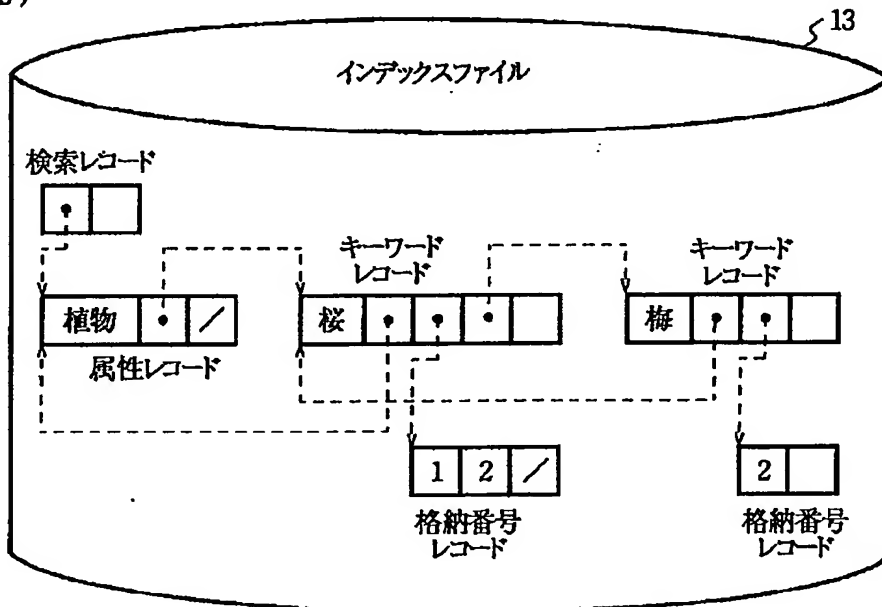 13
インデックスファイル
検索レコード
キーワード
レコード
キーワード
レコード
植物
桜
梅
属性レコード
1 2
2
格納番号
レコード
格納番号
レコード